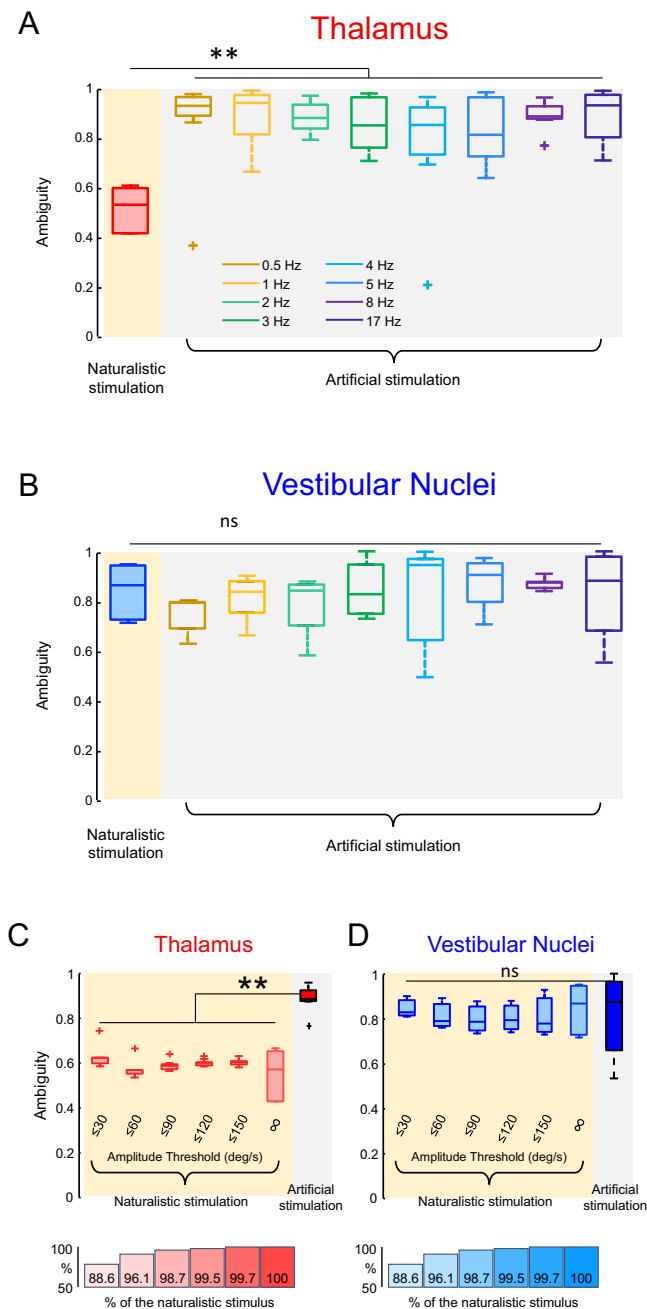 A
Thalamus
**
1
0.8
0.6
0.4
0.2
0
Ambiguity
0.5 Hz
1 Hz
2 Hz
3 Hz
4 Hz
5 Hz
8 Hz
17 Hz
Naturalistic
stimulation
Artificial stimulation
B
Vestibular Nuclei
ns
1
0.8
0.6
0.4
0.2
0
Ambiguity
Naturalistic
stimulation
Artificial stimulation
C
Thalamus
**
1
0.8
0.6
0.4
0.2
0
Ambiguity
≤30
≤60
≤90
≤120
≤150
∞
Amplitude Threshold (deg/s)
Naturalistic stimulation
Artificial
stimulation
100
%
50
88.6 96.1 98.7 99.5 99.7 100
% of the naturalistic stimulus
D
Vestibular Nuclei
ns
1
0.8
0.6
0.4
0.2
0
≤30
≤60
≤90
≤120
≤150
∞
Amplitude Threshold (deg/s)
Naturalistic stimulation
Artificial
stimulation
100
%
50
88.6 96.1 98.7 99.5 99.7 100
% of the naturalistic stimulus